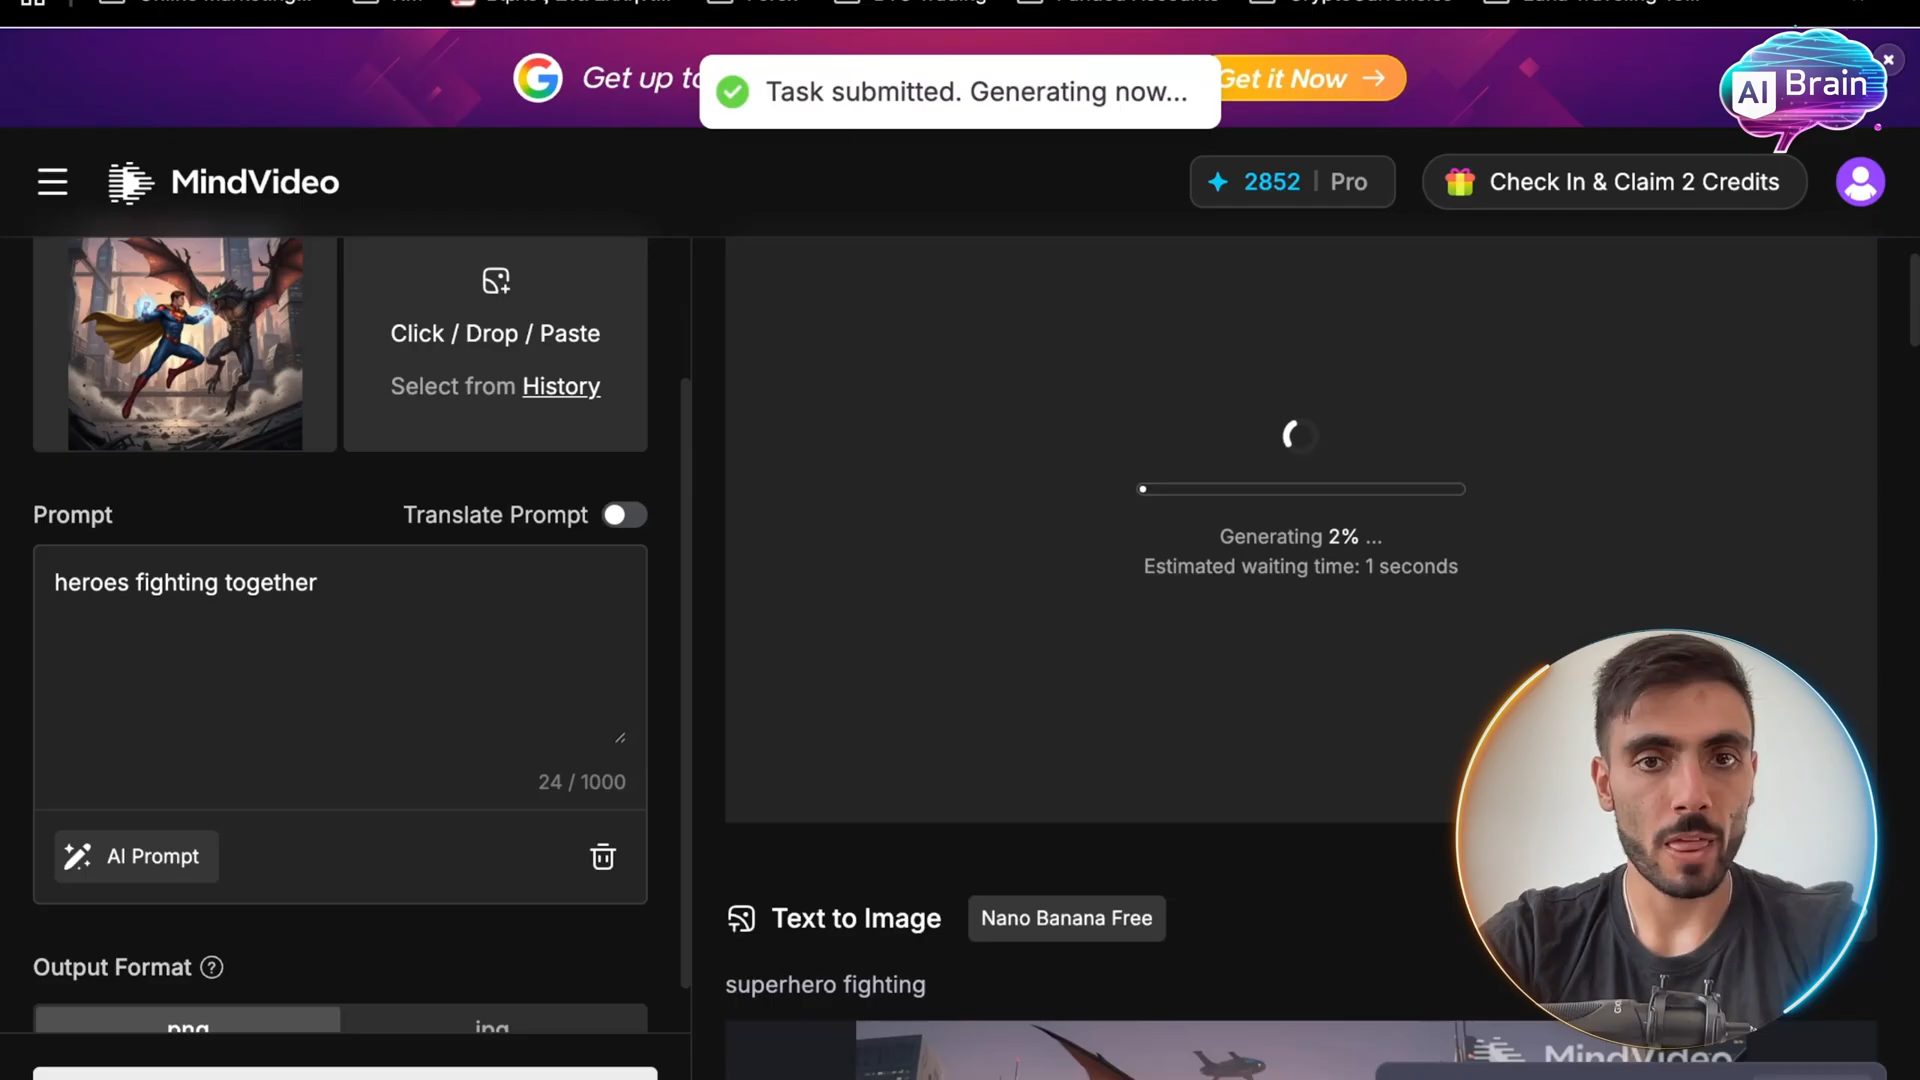 Get up to
Task submitted. Generating now...
Get it Now →
AI Brain
MindVideo
2852 | Pro
Check In & Claim 2 Credits
Click / Drop / Paste
Select from History
Prompt
Translate Prompt
heroes fighting together
24 / 1000
AI Prompt
Output Format
png
jpg
Generating 2% ...
Estimated waiting time: 1 seconds
Text to Image
Nano Banana Free
superhero fighting
MindVideo